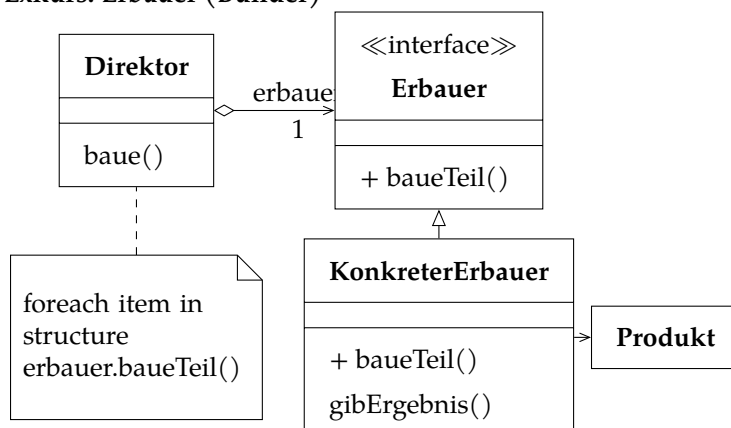 Exkurs: Erbauer (Builder)
Direktor
baue()
erbauer
1
≪interface≫
Erbauer
+ baueTeil()
foreach item in
structure
erbauer.baueTeil()
KonkreterErbauer
+ baueTeil()
gibErgebnis()
Produkt